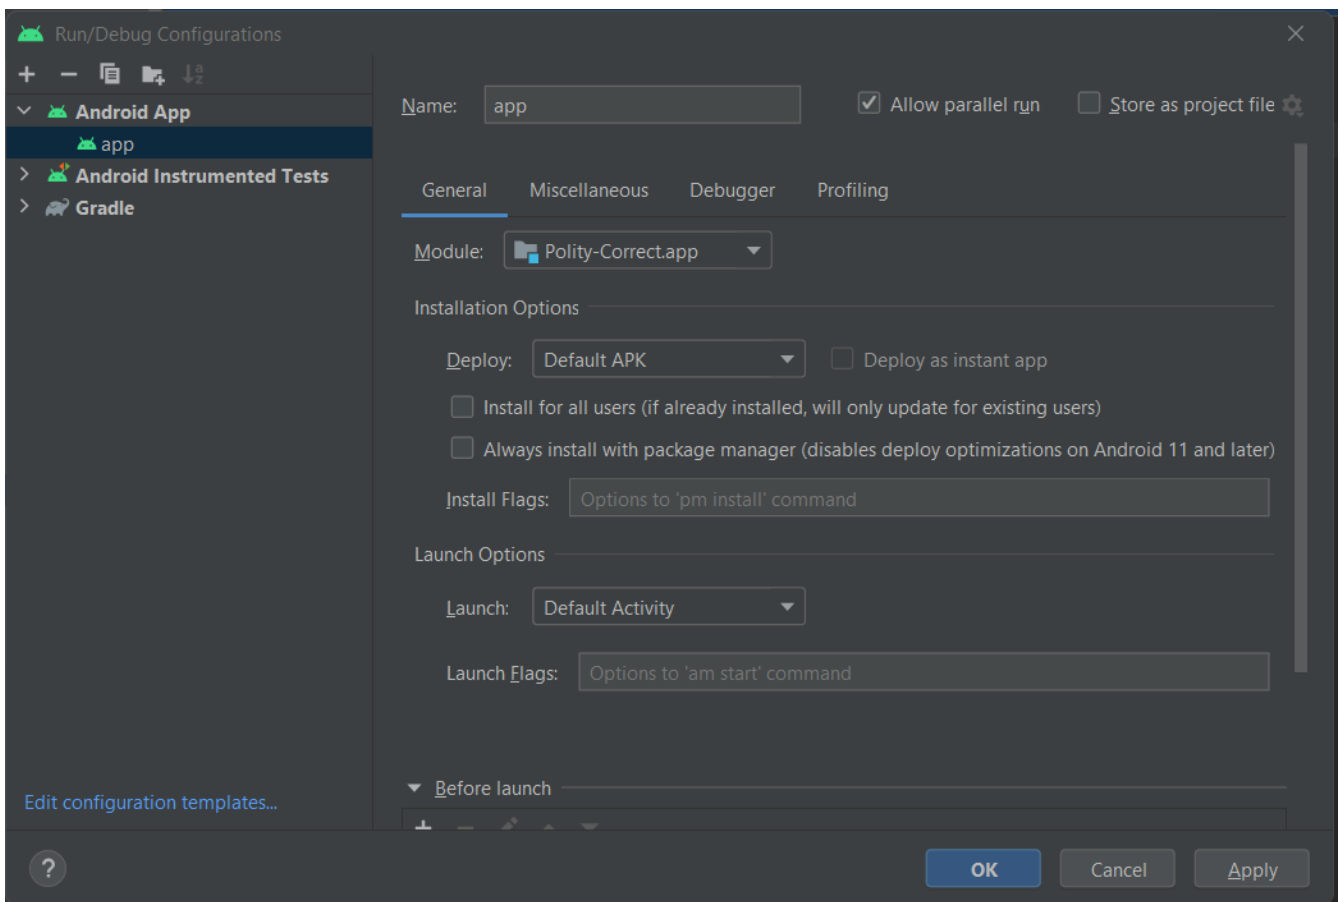 Run/Debug Configurations
Android App
app
Android Instrumented Tests
Gradle
Edit configuration templates...
Name: app
Allow parallel run
Store as project file
General Miscellaneous Debugger Profiling
Module: Polity-Correct.app
Installation Options
Deploy: Default APK
Deploy as instant app
Install for all users (if already installed, will only update for existing users)
Always install with package manager (disables deploy optimizations on Android 11 and later)
Install Flags: Options to 'pm install' command
Launch Options
Launch: Default Activity
Launch Flags: Options to 'am start' command
Before launch
? OK Cancel Apply